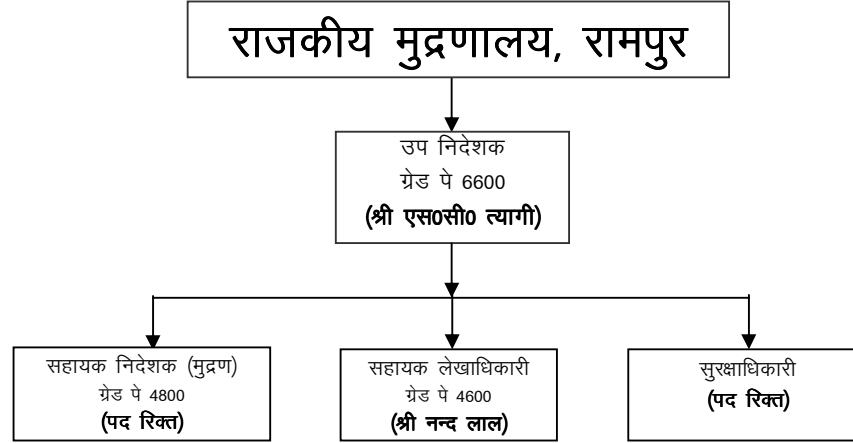 राजकीय मुद्रणालय, रामपुर
उप निदेशक
ग्रेड पे 6600
(श्री एस0सी0 त्यागी)
सहायक निदेशक (मुद्रण)
ग्रेड पे 4800
(पद रिक्त)
सहायक लेखाधिकारी
ग्रेड पे 4600
(श्री नन्द लाल)
सुरक्षाधिकारी
(पद रिक्त)